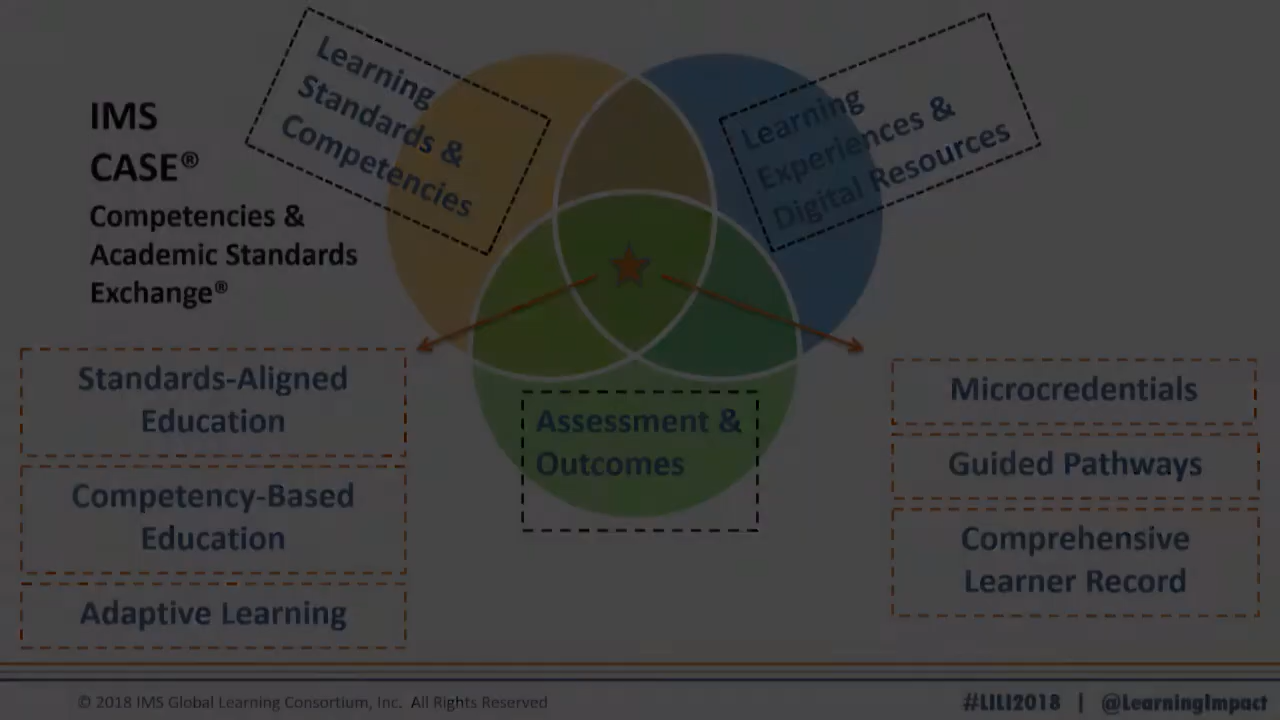 IMS
CASE®
Competencies &
Academic Standards
Exchange®
Learning
Standards &
Competencies
Learning
Experiences &
Digital Resources
Assessment &
Outcomes
Standards-Aligned
Education
Competency-Based
Education
Adaptive Learning
Microcredentials
Guided Pathways
Comprehensive
Learner Record
© 2018 IMS Global Learning Consortium, Inc. All Rights Reserved
#LILI2018 | @LearningImpact